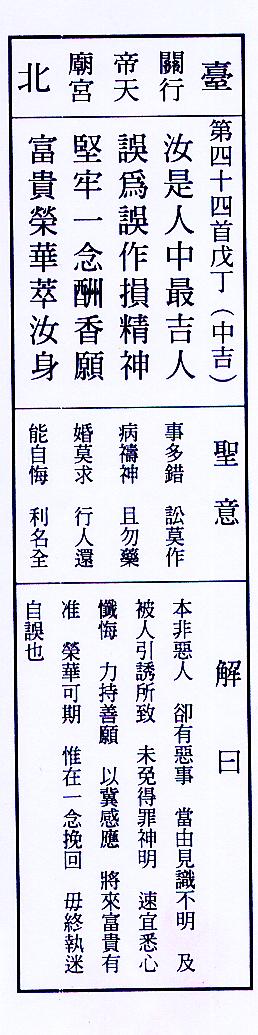 臺
關行
帝天
廟宮
北
第四十四首戊丁（中吉）
汝是人中最吉人
誤爲誤作損精神
堅牢一念酬香願
富貴榮華萃汝身
聖意
事多錯 訟莫作
病禱神 且勿藥
婚莫求 行人還
能自悔 利名全
解曰
本非惡人 卻有惡事 當由見識不明 及
被人引誘所致 未免得罪神明 速宜悉心
懺悔 力持善願 以冀感應 將來富貴有
准 榮華可期 惟在一念挽回 毋終執迷
自誤也